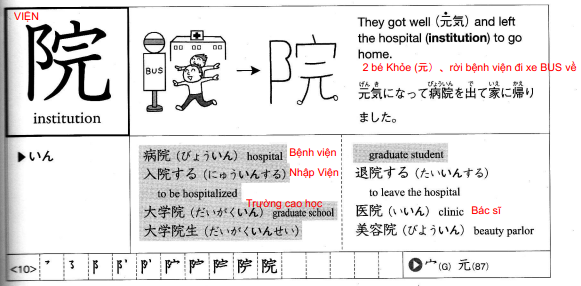 VIỆN
院
institution
BUS
They got well (元気) and left
the hospital (institution) to go
home.
2 bé Khỏe (元) 、rời bệnh viện đi xe BUS về
げん き びょういん で いえ かえ
元気になって病院を出て家に帰り
ました。
▶いん
病院（びょういん）hospital Bệnh viện
入院する（にゅういんする）Nhập Viện
to be hospitalized
Trường cao học
大学院（だいがくいん）graduate school
大学院生（だいがくいんせい）
graduate student
退院する（たいいんする）
to leave the hospital
医院（いいん）clinic Bác sĩ
美容院（びよういん）beauty parlor
<10>
院
宀(G) 元(87)